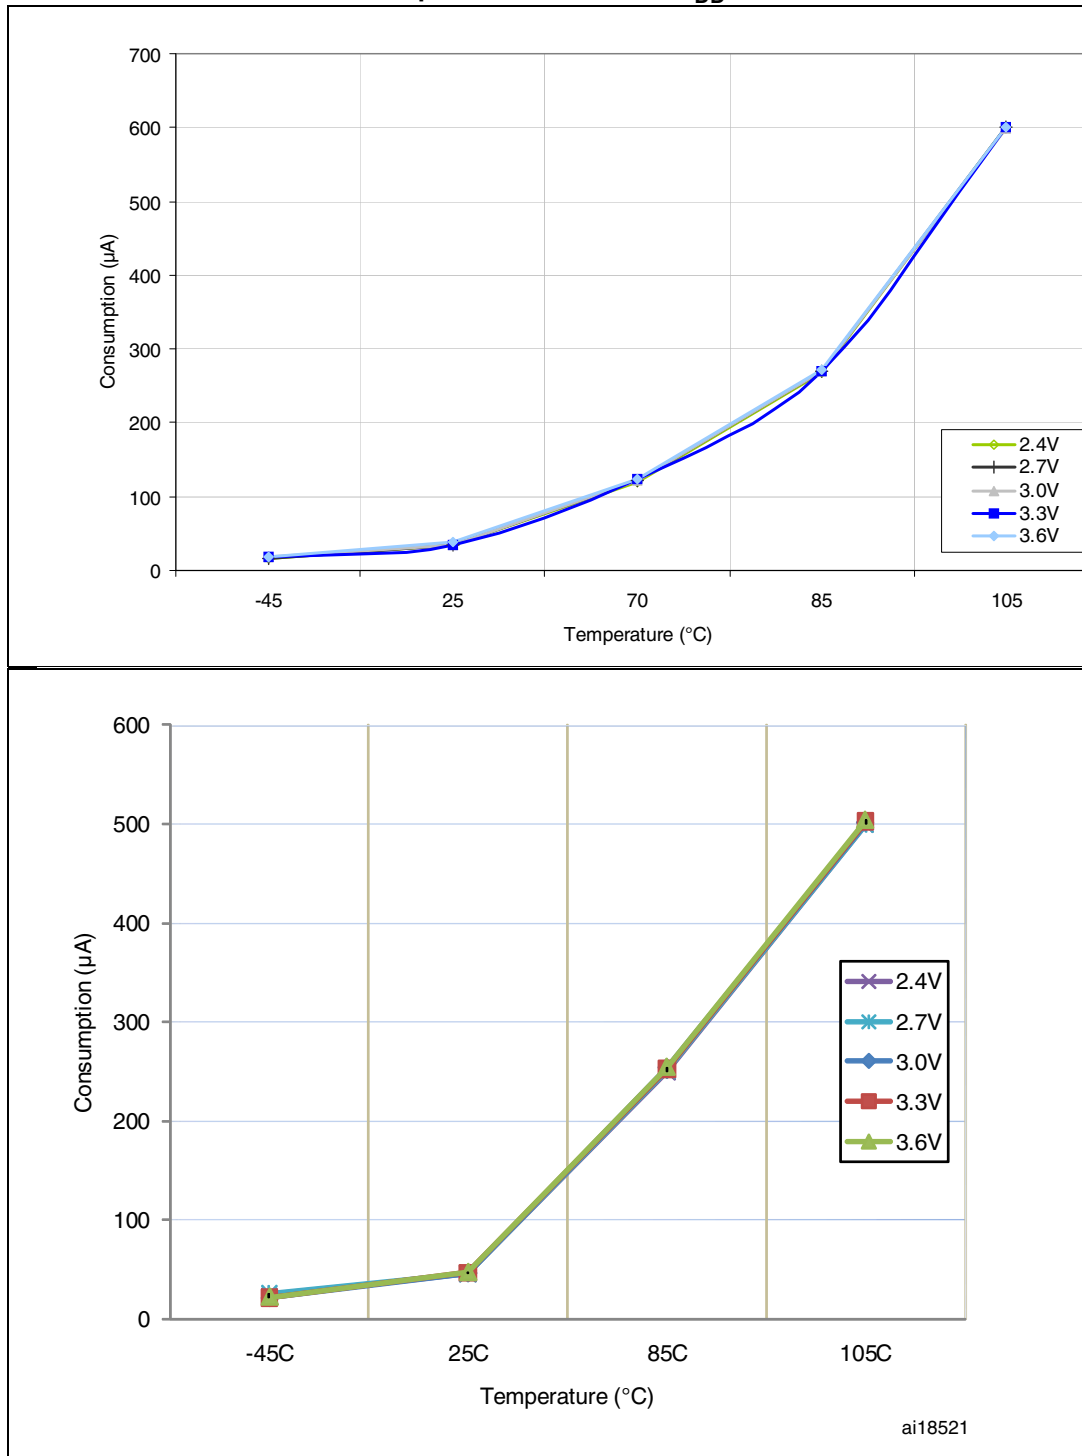 700
600
500
400
300
200
100
0
Consumption (µA)
-45 25 70 85 105
Temperature (°C)
2.4V
2.7V
3.0V
3.3V
3.6V
600
500
400
300
200
100
0
Consumption (µA)
-45C 25C 85C 105C
Temperature (°C)
2.4V
2.7V
3.0V
3.3V
3.6V
ai18521